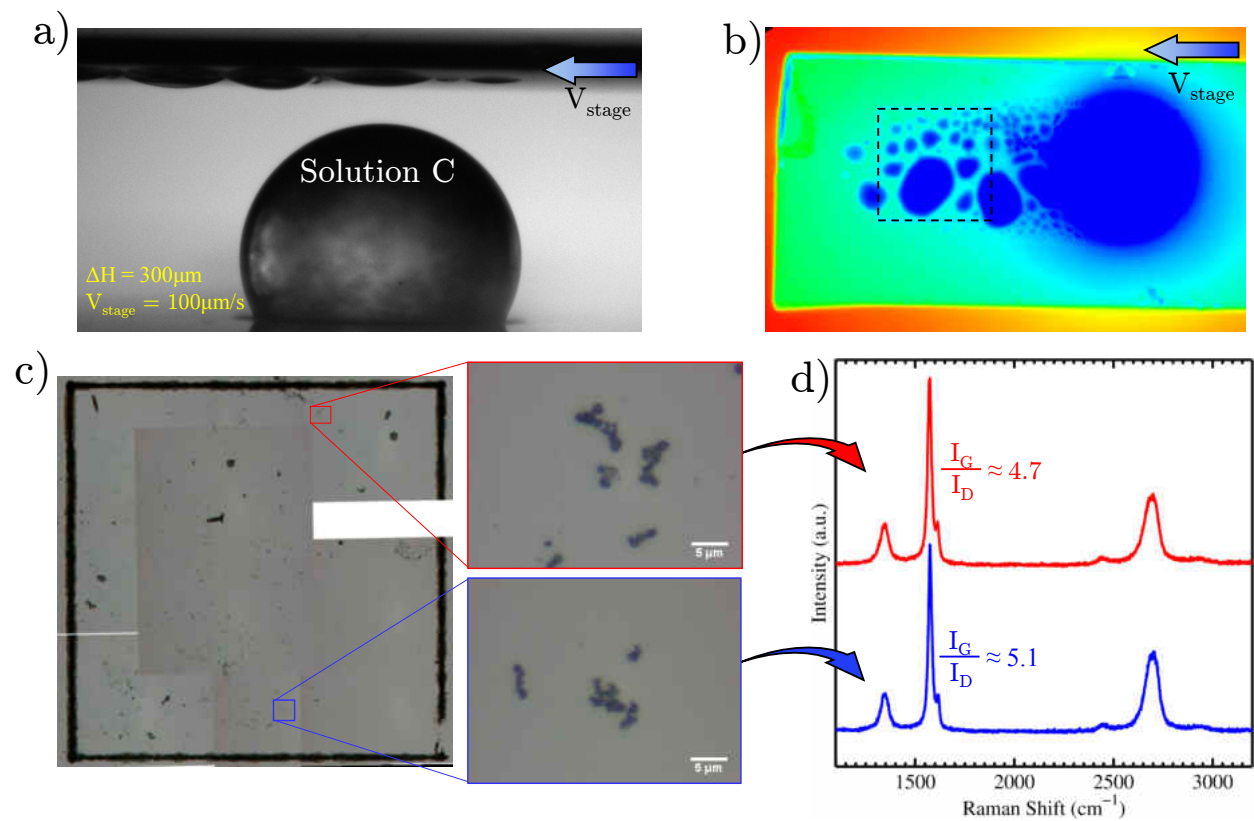 a)
V_stage
Solution C
ΔH = 300µm
V_stage = 100µm/s
b)
V_stage
c)
5 µm
5 µm
d)
I_G
I_D
≈ 4.7
I_G
I_D
≈ 5.1
Intensity (a.u.)
1500 2000 2500 3000
Raman Shift (cm⁻¹)